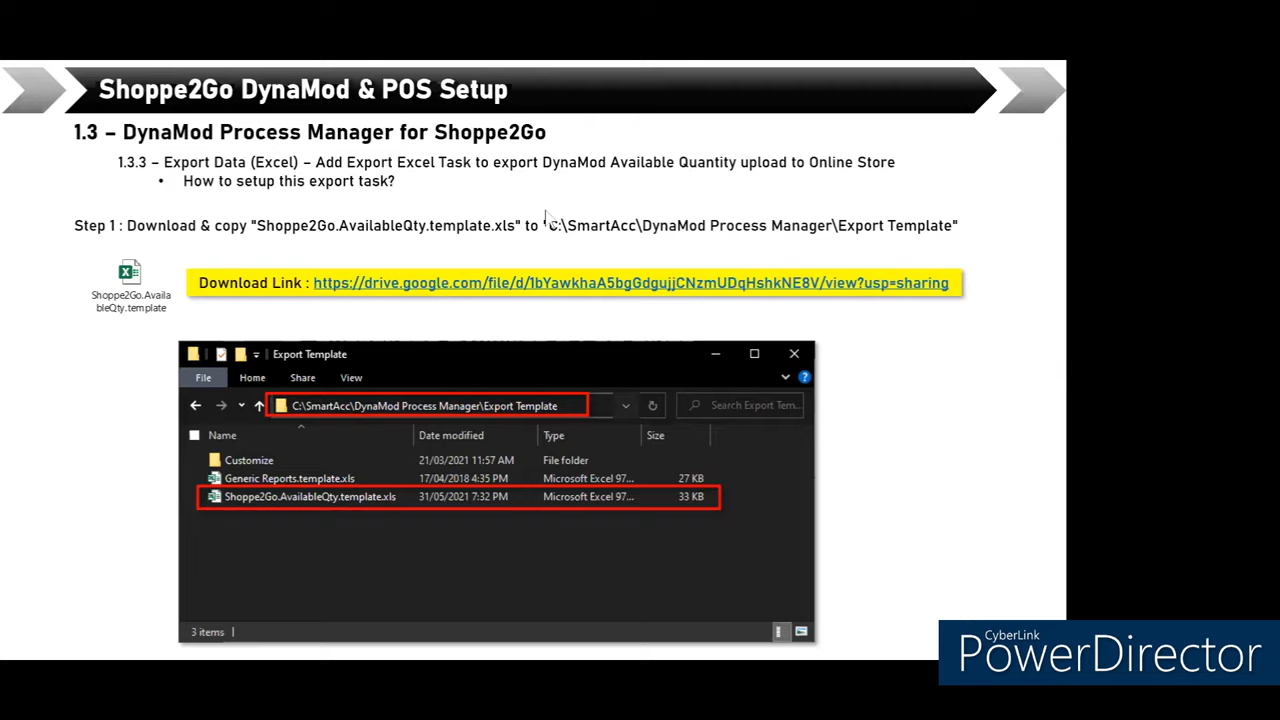 Shoppe2Go DynaMod & POS Setup
1.3 – DynaMod Process Manager for Shoppe2Go
1.3.3 – Export Data (Excel) – Add Export Excel Task to export DynaMod Available Quantity upload to Online Store
• How to setup this export task?
Step 1 : Download & copy "Shoppe2Go.AvailableQty.template.xls" to "C:\SmartAcc\DynaMod Process Manager\Export Template"
Shoppe2Go.Availa
bleQty.template
Download Link : https://drive.google.com/file/d/1bYawkhaA5bgGdgujjCNzmUDqHshkNE8V/view?usp=sharing
Export Template
File Home Share View
C:\SmartAcc\DynaMod Process Manager\Export Template
Search Export Tem...
Name Date modified Type Size
Customize 21/03/2021 11:57 AM File folder
Generic Reports.template.xls 17/04/2018 4:35 PM Microsoft Excel 97... 27 KB
Shoppe2Go.AvailableQty.template.xls 31/05/2021 7:32 PM Microsoft Excel 97... 33 KB
3 items
CyberLink
PowerDirector